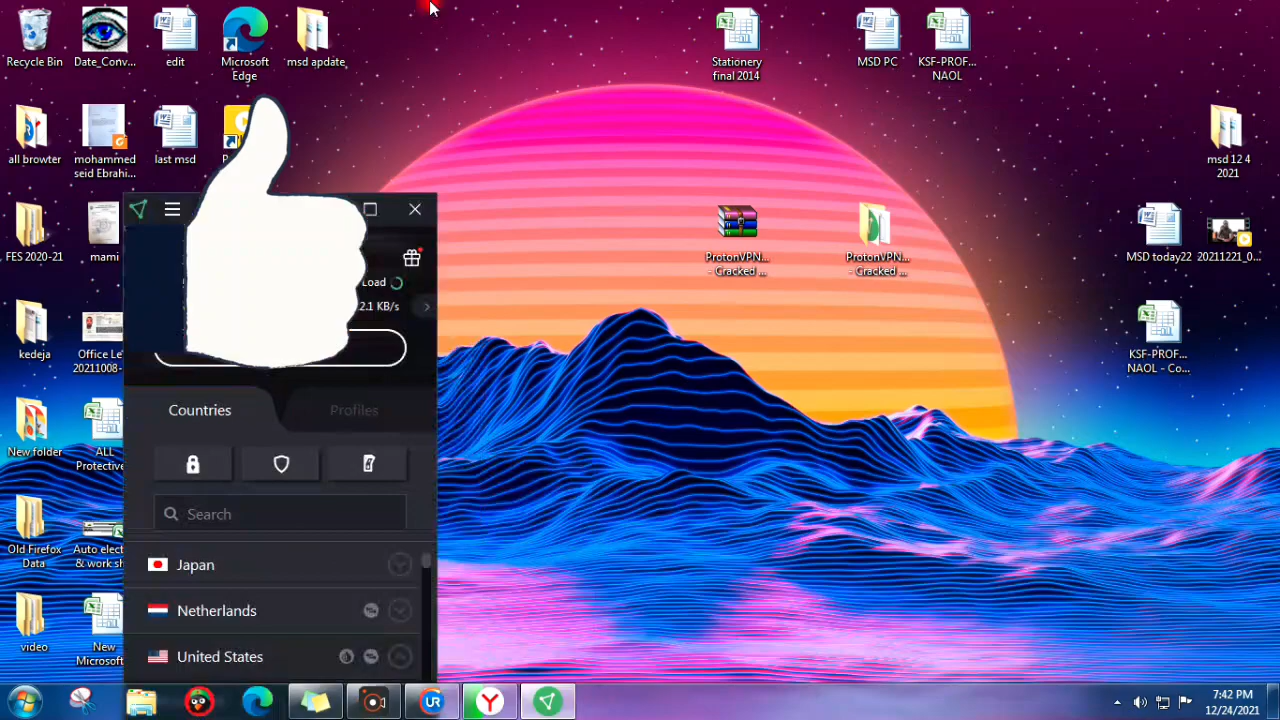 Recycle Bin
Date_Conv...
edit
Microsoft
Edge
msd apdate
Stationery
final 2014
MSD PC
KSF-PROF...
NAOL
all browter
mohammed
seid Ebrahi...
last msd
msd 12 4
2021
FES 2020-21
mami
ProtonVPN...
- Cracked ...
ProtonVPN...
- Cracked ...
MSD today22
20211221_0...
Load
2.1 KB/s
kedeja
Office Le
20211008-
KSF-PROF...
NAOL - Co...
Countries
Profiles
New folder
ALL
Protective
Search
Old Firefox
Data
Auto elect
& work sh
Japan
Netherlands
United States
video
New
Microsoft
UR
Y
7:42 PM
12/24/2021